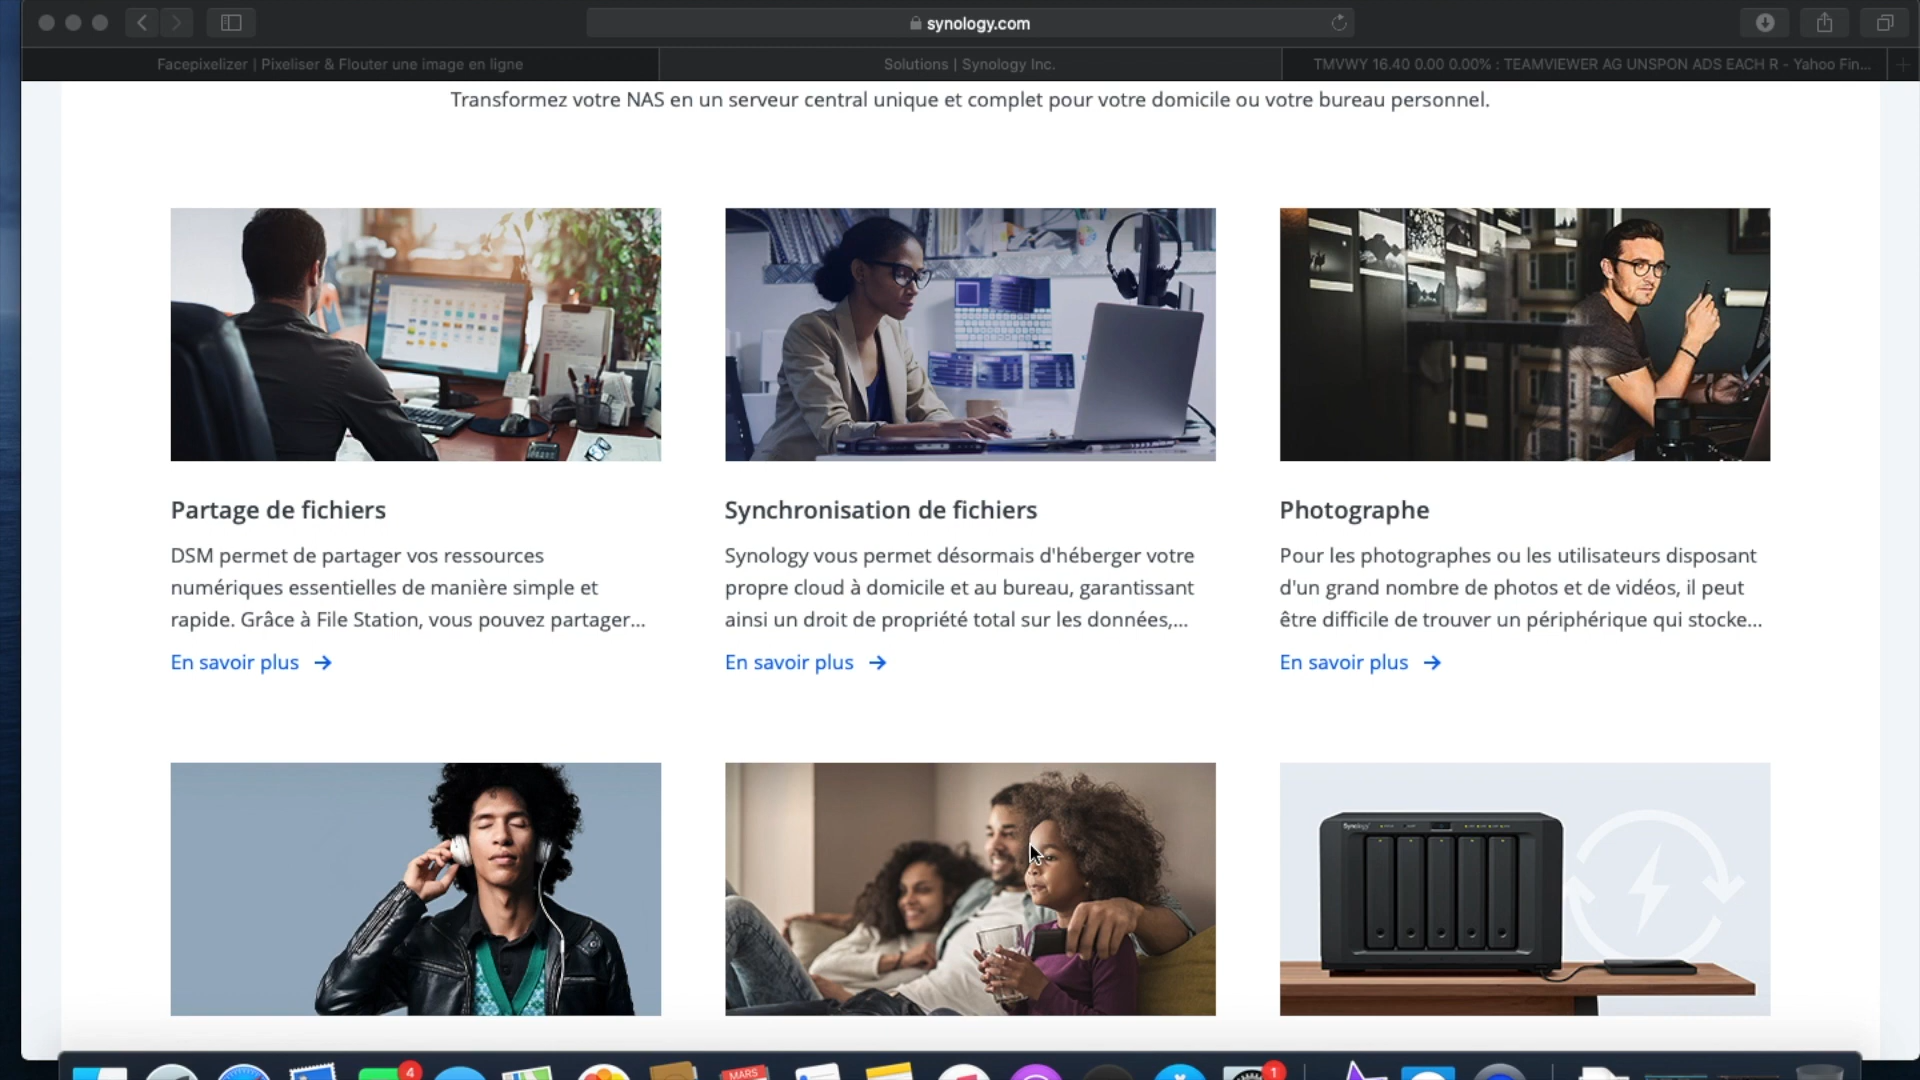 synology.com
Facepixelizer | Pixeliser & Flouter une image en ligne
Solutions | Synology Inc.
TMVWY 16.40 0.00 0.00% : TEAMVIEWER AG UNSPON ADS EACH R - Yahoo Fin...
Transformez votre NAS en un serveur central unique et complet pour votre domicile ou votre bureau personnel.
Partage de fichiers
DSM permet de partager vos ressources
numériques essentielles de manière simple et
rapide. Grâce à File Station, vous pouvez partager...
En savoir plus →
Synchronisation de fichiers
Synology vous permet désormais d'héberger votre
propre cloud à domicile et au bureau, garantissant
ainsi un droit de propriété total sur les données,...
En savoir plus →
Photographe
Pour les photographes ou les utilisateurs disposant
d'un grand nombre de photos et de vidéos, il peut
être difficile de trouver un périphérique qui stocke...
En savoir plus →
Synology
4
MARS
1